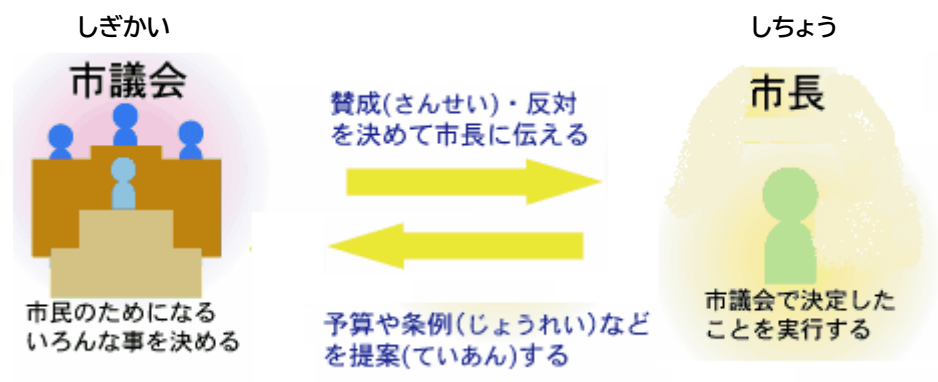 しぎかい
市議会
市民のためになる
いろんな事を決める
賛成(さんせい)・反対
を決めて市長に伝える
予算や条例(じょうれい)など
を提案(ていあん)する
しちょう
市長
市議会で決定した
ことを実行する